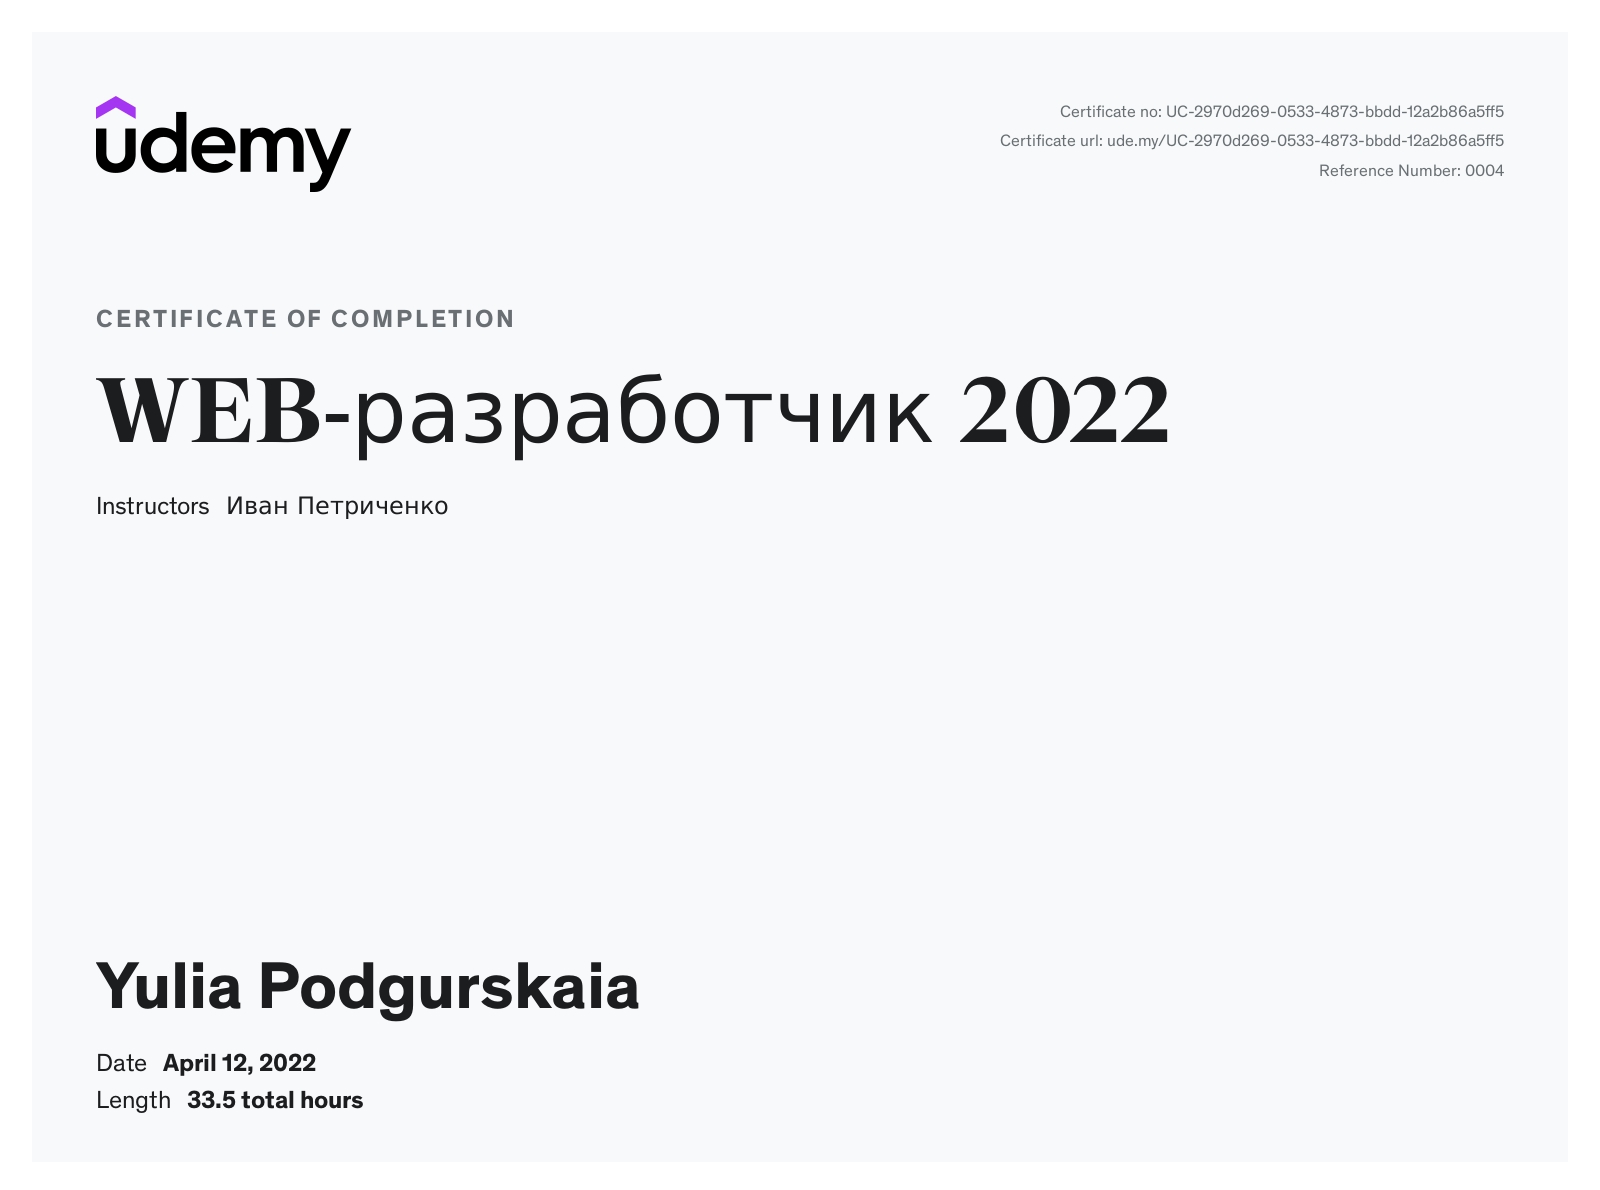 udemy
Certificate no: UC-2970d269-0533-4873-bbdd-12a2b86a5ff5
Certificate url: ude.my/UC-2970d269-0533-4873-bbdd-12a2b86a5ff5
Reference Number: 0004
CERTIFICATE OF COMPLETION
WEB-разработчик 2022
Instructors Иван Петриченко
Yulia Podgurskaia
Date April 12, 2022
Length 33.5 total hours